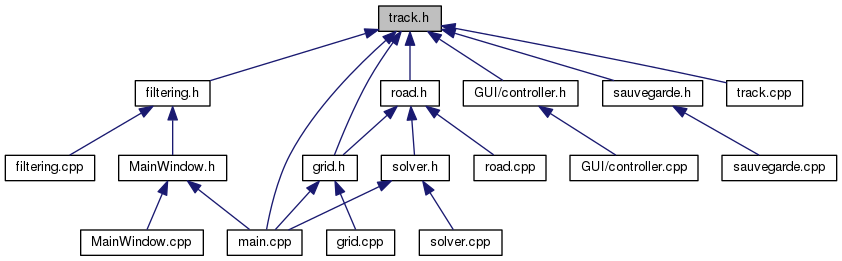 track.h
filtering.h
road.h
GUI/controller.h
sauvegarde.h
track.cpp
filtering.cpp
MainWindow.h
grid.h
solver.h
road.cpp
GUI/controller.cpp
sauvegarde.cpp
MainWindow.cpp
main.cpp
grid.cpp
solver.cpp